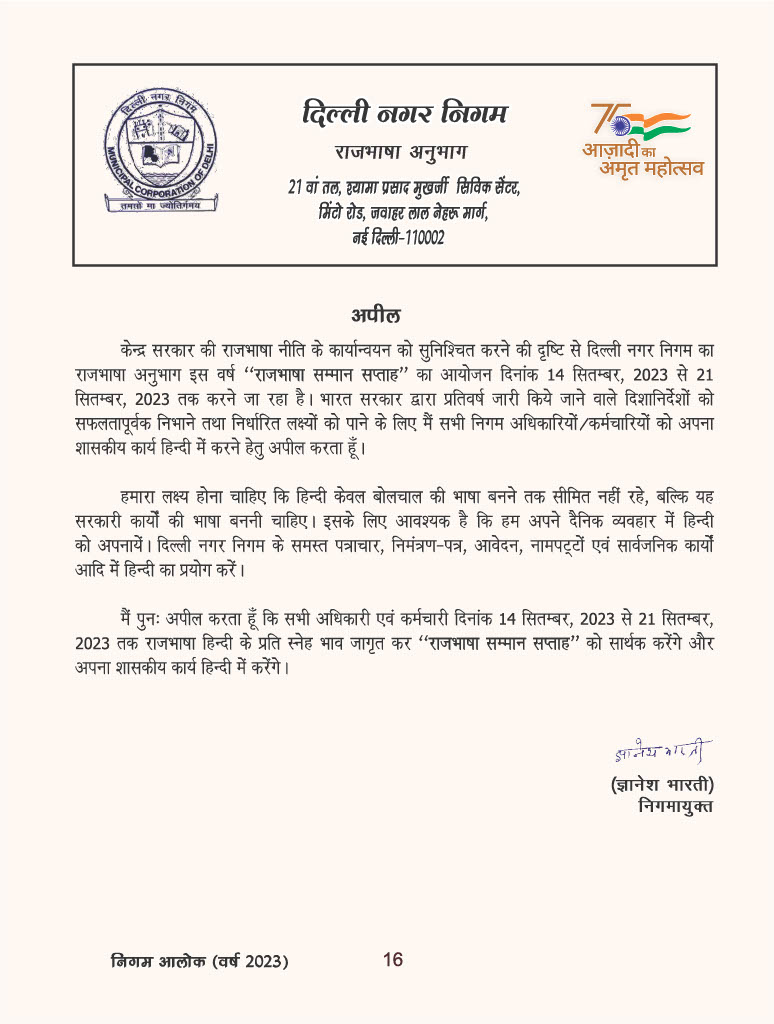 दिल्ली नगर निगम
MUNICIPAL CORPORATION OF DELHI
तमसो मा ज्योतिर्गमय
दिल्ली नगर निगम
राजभाषा अनुभाग
21 वां तल, श्यामा प्रसाद मुखर्जी सिविक सेंटर,
मिंटो रोड, जवाहर लाल नेहरू मार्ग,
नई दिल्ली-110002
75
आज़ादी का
अमृत महोत्सव
अपील
केन्द्र सरकार की राजभाषा नीति के कार्यान्वयन को सुनिश्चित करने की दृष्टि से दिल्ली नगर निगम का
राजभाषा अनुभाग इस वर्ष ‘‘राजभाषा सम्मान सप्ताह’’ का आयोजन दिनांक 14 सितम्बर, 2023 से 21
सितम्बर, 2023 तक करने जा रहा है। भारत सरकार द्वारा प्रतिवर्ष जारी किये जाने वाले दिशानिर्देशों को
सफलतापूर्वक निभाने तथा निर्धारित लक्ष्यों को पाने के लिए मैं सभी निगम अधिकारियों/कर्मचारियों को अपना
शासकीय कार्य हिन्दी में करने हेतु अपील करता हूँ।
हमारा लक्ष्य होना चाहिए कि हिन्दी केवल बोलचाल की भाषा बनने तक सीमित नहीं रहे, बल्कि यह
सरकारी कार्यों की भाषा बननी चाहिए। इसके लिए आवश्यक है कि हम अपने दैनिक व्यवहार में हिन्दी
को अपनायें। दिल्ली नगर निगम के समस्त पत्राचार, निमंत्रण-पत्र, आवेदन, नामपट्टों एवं सार्वजनिक कार्यों
आदि में हिन्दी का प्रयोग करें।
मैं पुनः अपील करता हूँ कि सभी अधिकारी एवं कर्मचारी दिनांक 14 सितम्बर, 2023 से 21 सितम्बर,
2023 तक राजभाषा हिन्दी के प्रति स्नेह भाव जागृत कर ‘‘राजभाषा सम्मान सप्ताह’’ को सार्थक करेंगे और
अपना शासकीय कार्य हिन्दी में करेंगे।
ज्ञानेश भारती
(ज्ञानेश भारती)
निगमायुक्त
निगम आलोक (वर्ष 2023)
16